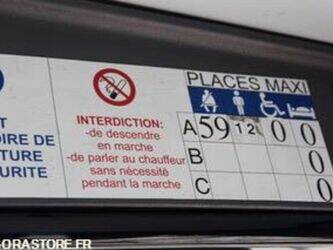 PLACES MAXI
INTERDICTION:
-de descendre
en marche
-de parler au chauffeur
sans nécessité
pendant la marche
A 59 12 0 0
B
C 0 0
OIRE DE
TURE
URITE
ORASTORE.FR